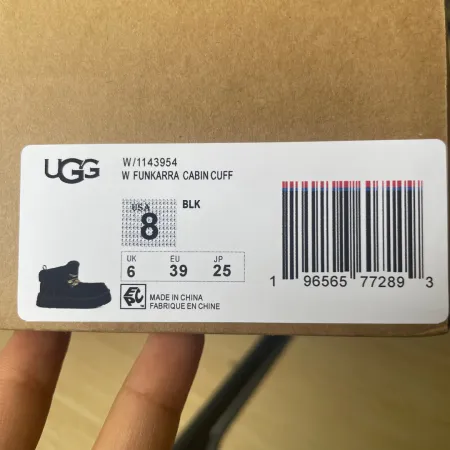 UGG
W/1143954
W FUNKARRA CABIN CUFF
USA
8
BLK
UK EU JP
6 39 25
MADE IN CHINA
FABRIQUE EN CHINE
1 96565 77289 3